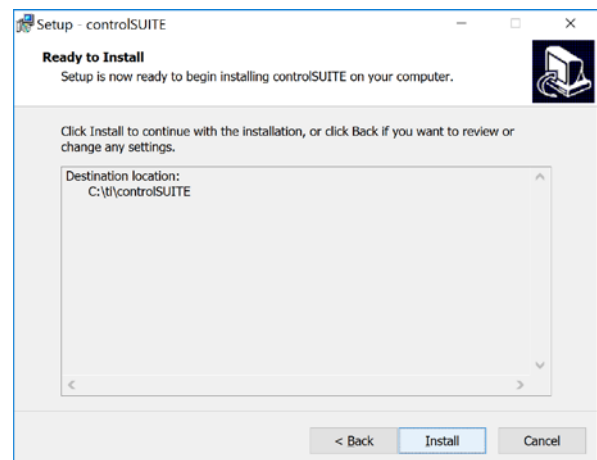 Setup - controlSUITE
Ready to Install
Setup is now ready to begin installing controlSUITE on your computer.
Click Install to continue with the installation, or click Back if you want to review or
change any settings.
Destination location:
C:\ti\controlSUITE
< Back
Install
Cancel